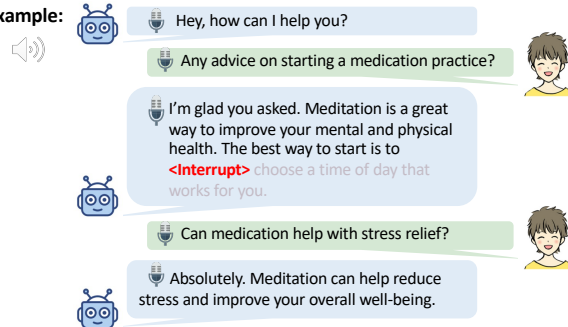 xample:
Hey, how can I help you?
Any advice on starting a medication practice?
I'm glad you asked. Meditation is a great
way to improve your mental and physical
health. The best way to start is to
<Interrupt> choose a time of day that
works for you.
Can medication help with stress relief?
Absolutely. Meditation can help reduce
stress and improve your overall well-being.